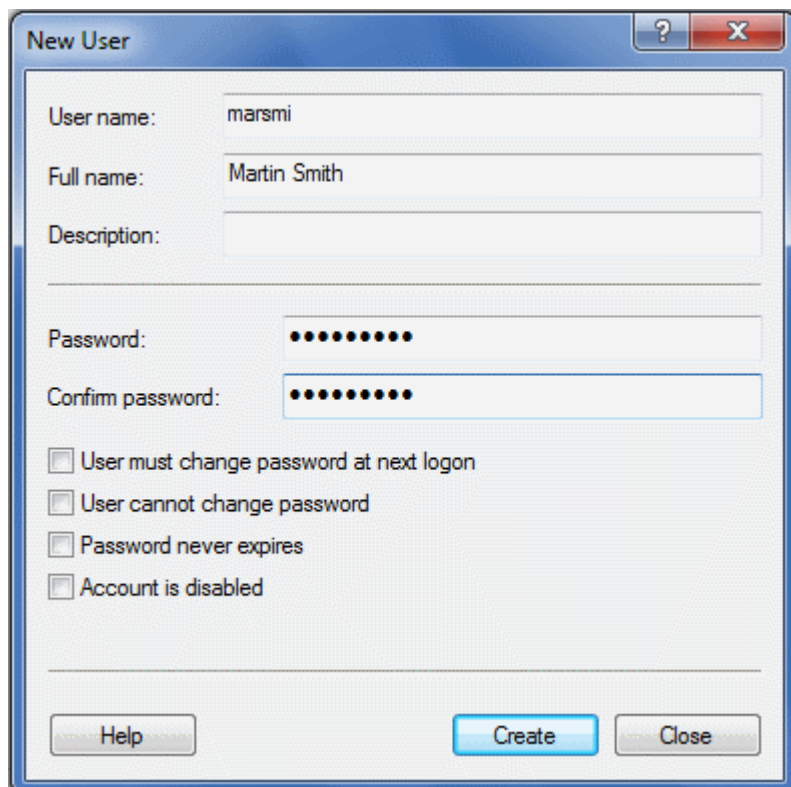 New User
User name: marsmi
Full name: Martin Smith
Description:
Password: •••••••••
Confirm password: •••••••••
User must change password at next logon
User cannot change password
Password never expires
Account is disabled
Help Create Close